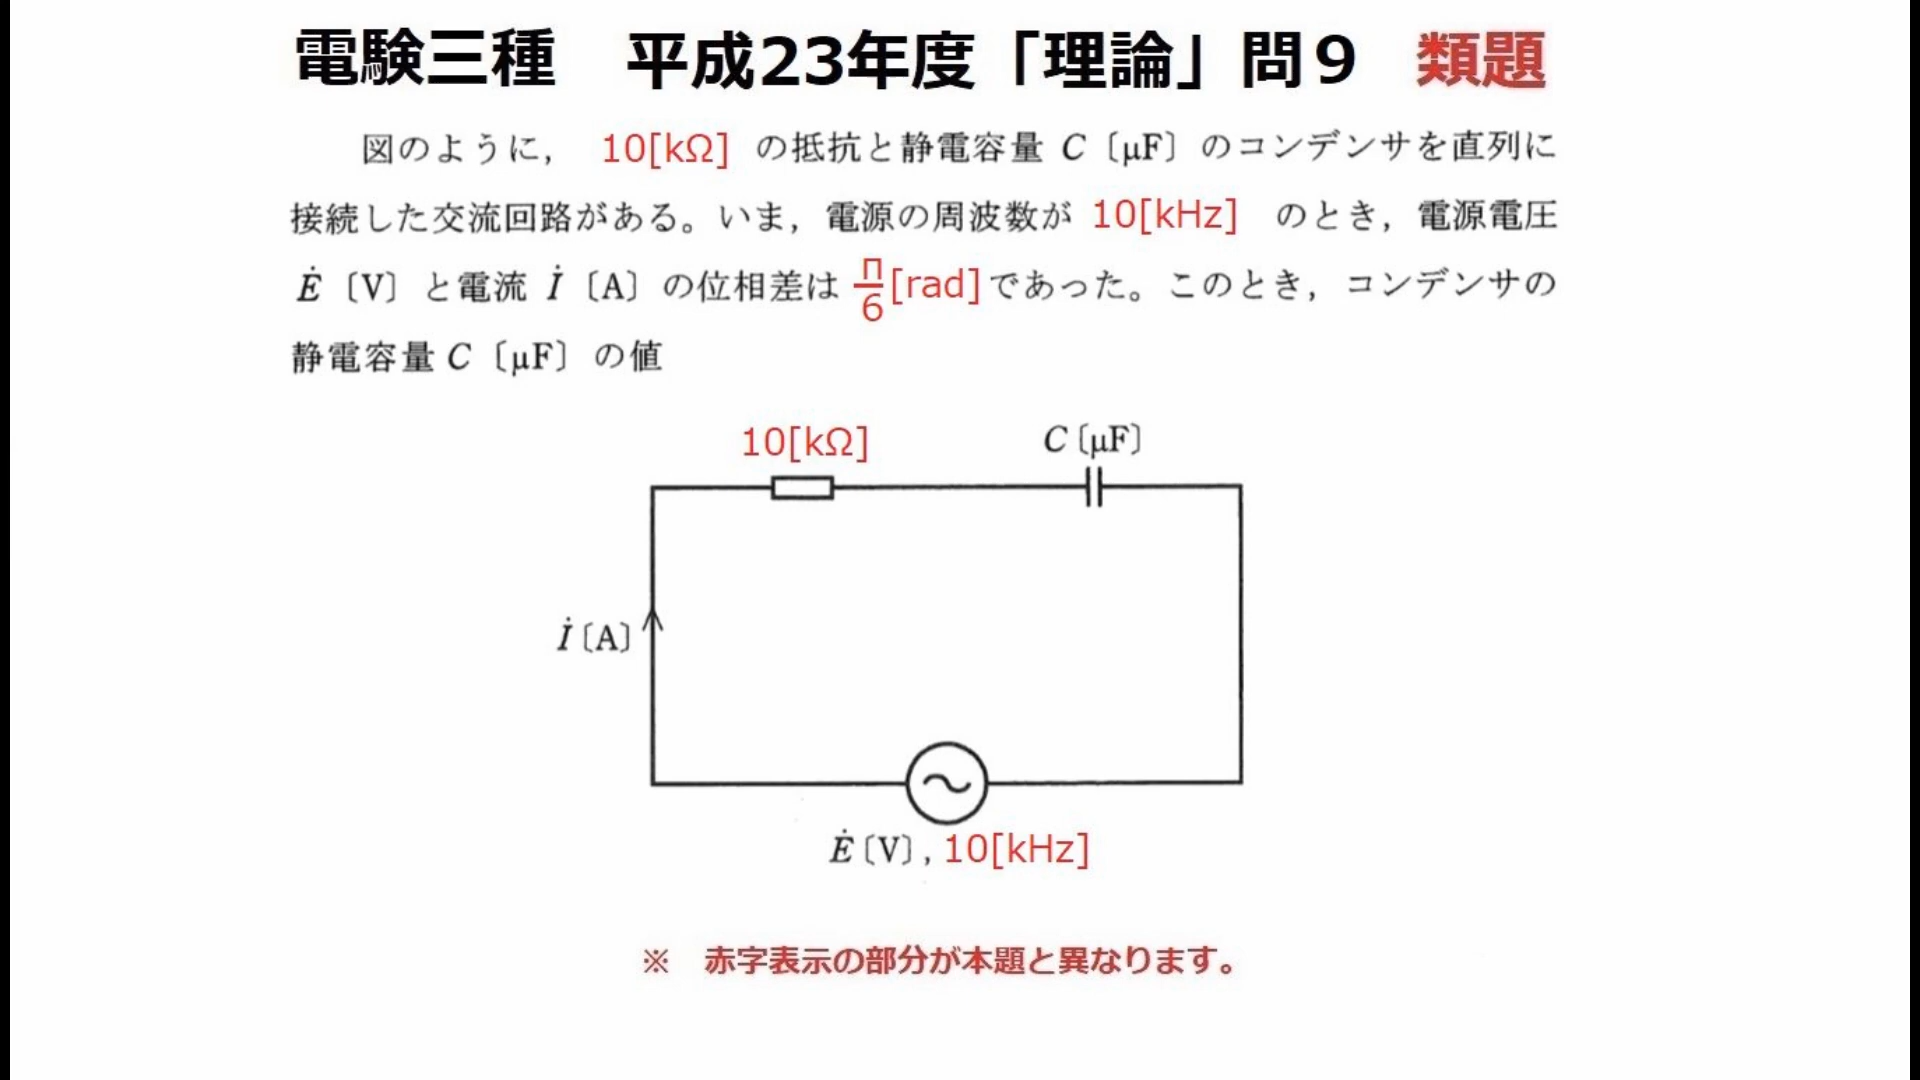 電験三種　平成23年度「理論」問９　類題
図のように， 10[kΩ] の抵抗と静電容量 C〔μF〕のコンデンサを直列に
接続した交流回路がある。いま，電源の周波数が 10[kHz] のとき，電源電圧
Ė〔V〕と電流 İ〔A〕の位相差は π/6[rad]であった。このとき，コンデンサの
静電容量 C〔μF〕の値
10[kΩ]
C〔μF〕
İ〔A〕
Ė〔V〕, 10[kHz]
※　赤字表示の部分が本題と異なります。